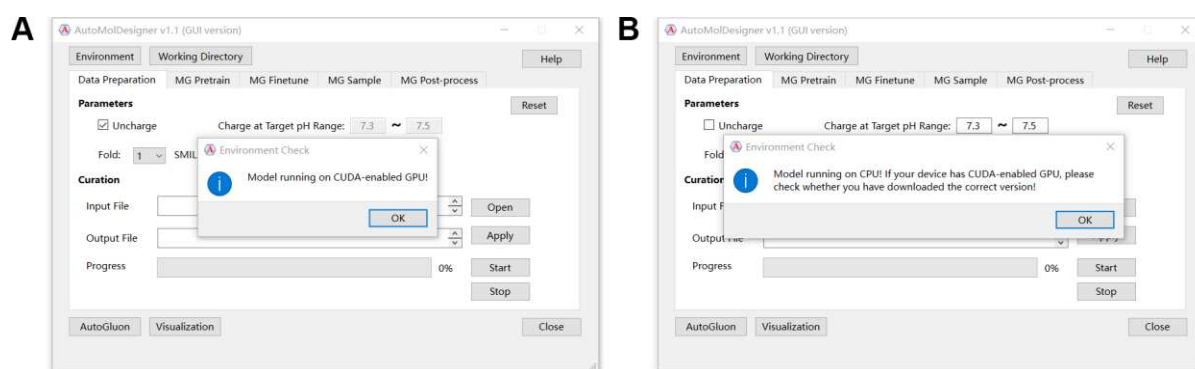 A
AutoMolDesigner v1.1 (GUI version)
Environment Working Directory Help
Data Preparation MG Pretrain MG Finetune MG Sample MG Post-process
Parameters Reset
Uncharge Charge at Target pH Range: 7.3 ~ 7.5
Fold: 1 SMIL
Environment Check
Model running on CUDA-enabled GPU!
OK
Curation
Input File Open
Output File Apply
Progress 0% Start
Stop
AutoGluon Visualization Close
B
AutoMolDesigner v1.1 (GUI version)
Environment Working Directory Help
Data Preparation MG Pretrain MG Finetune MG Sample MG Post-process
Parameters Reset
Uncharge Charge at Target pH Range: 7.3 ~ 7.5
Fold
Environment Check
Model running on CPU! If your device has CUDA-enabled GPU, please
check whether you have downloaded the correct version!
OK
Curation
Input F
Output
Progress 0% Start
Stop
AutoGluon Visualization Close